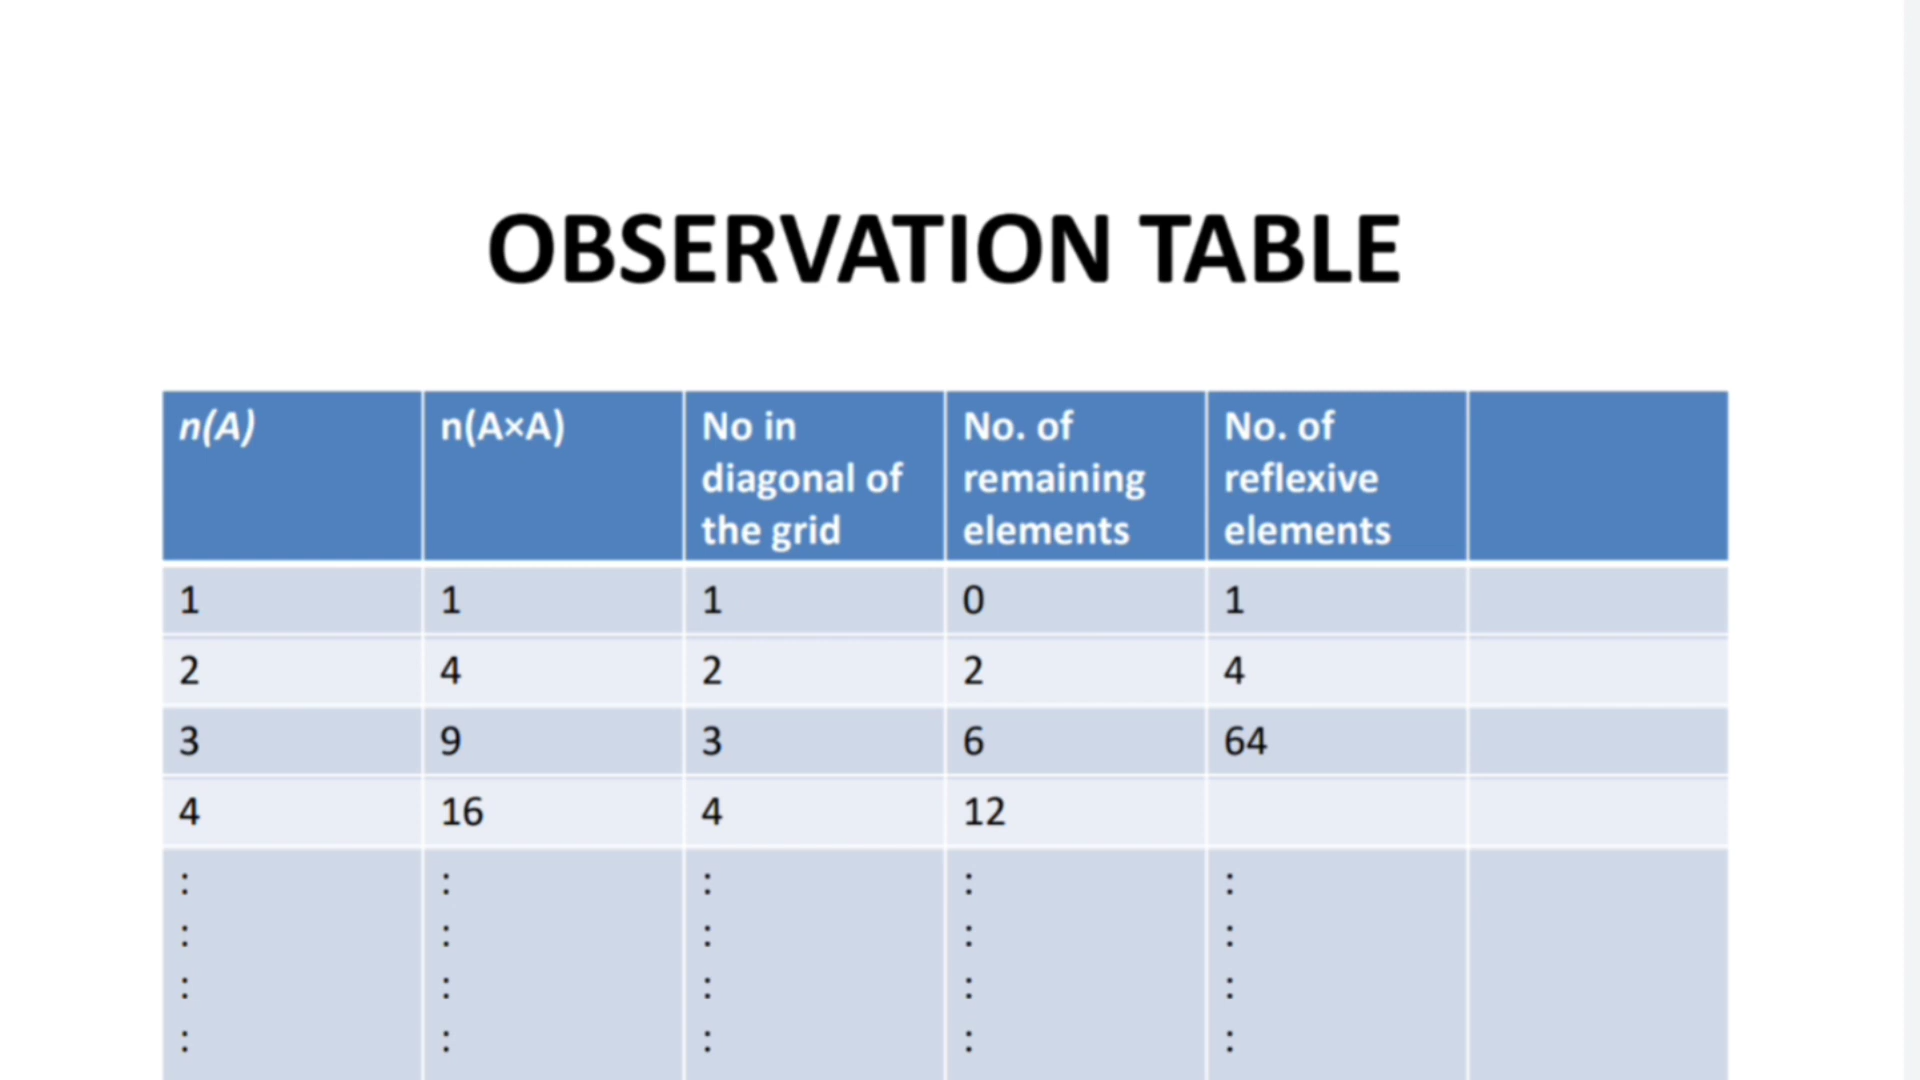 OBSERVATION TABLE
n(A) n(A×A) No in diagonal of the grid No. of remaining elements No. of reflexive elements
1 1 1 0 1
2 4 2 2 4
3 9 3 6 64
4 16 4 12
: : : : :
: : : : :
: : : : :
: : : : :